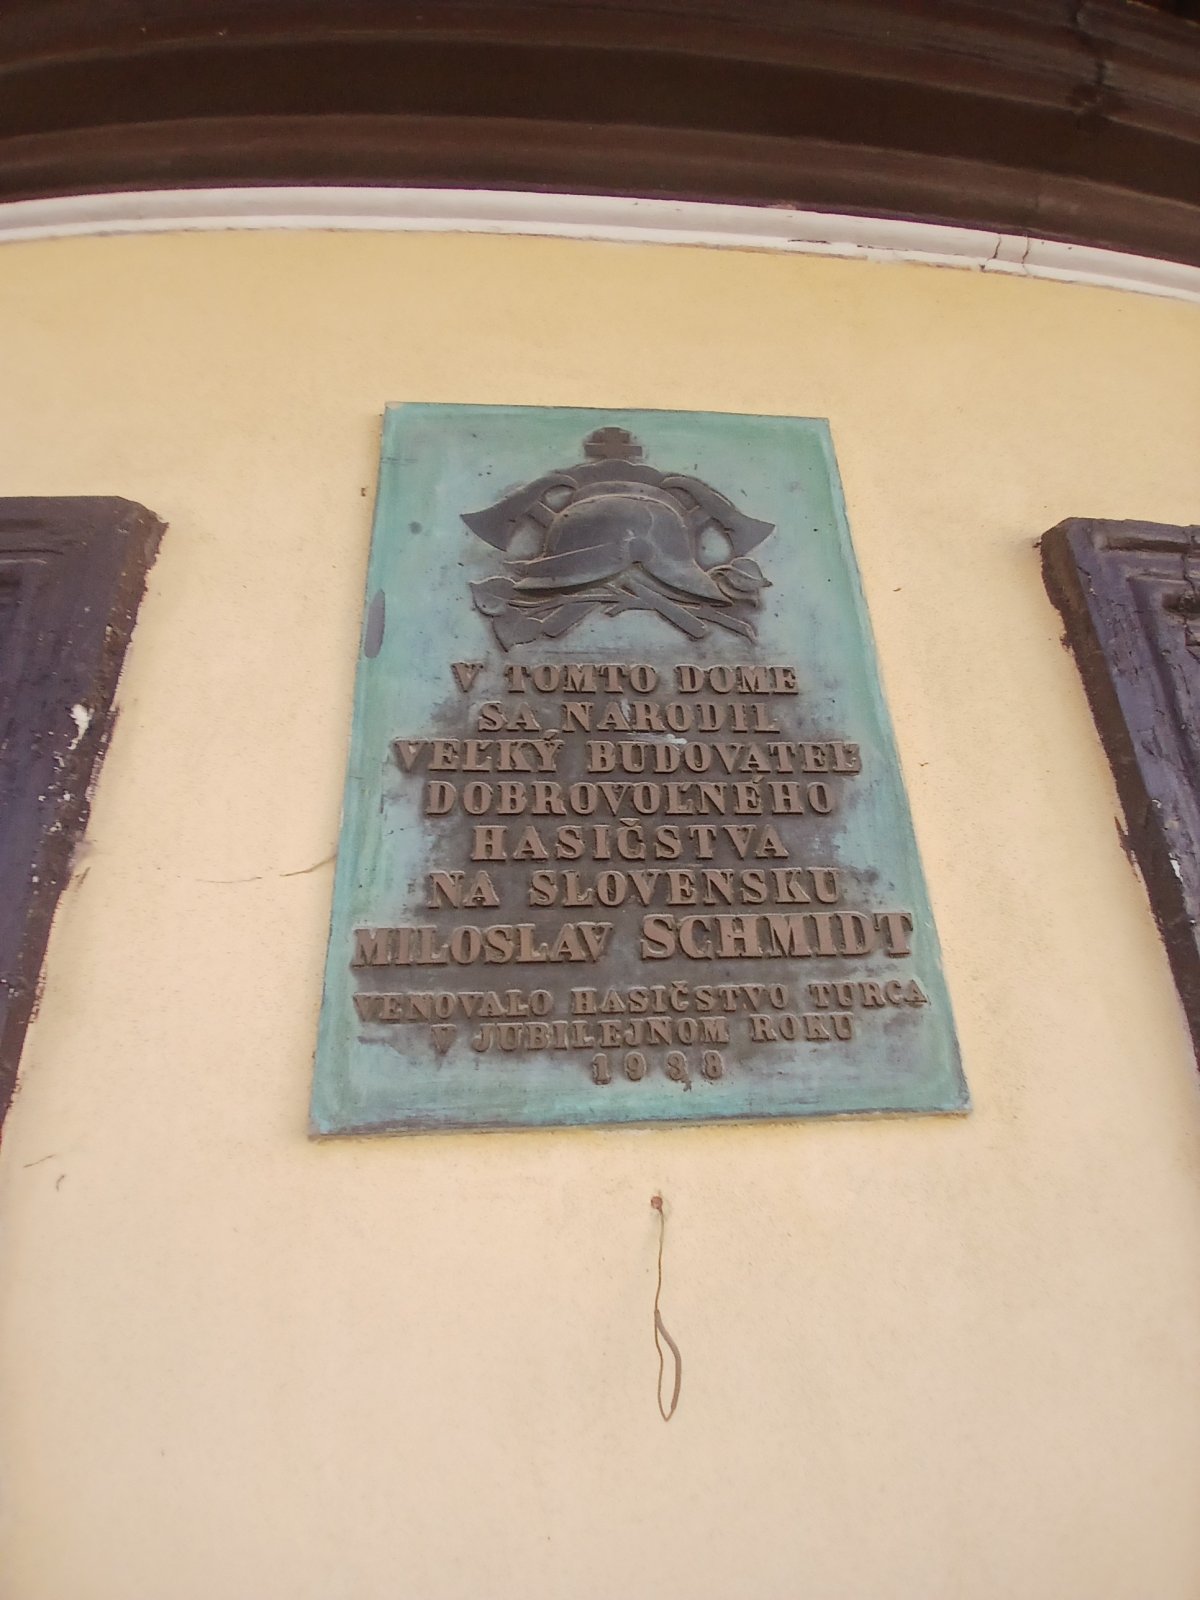 V TOMTO DOME
SA NARODIL
VEĽKÝ BUDOVATEĽ
DOBROVOĽNÉHO
HASIČSTVA
NA SLOVENSKU
MILOSLAV SCHMIDT
VENOVALO HASIČSTVO TURCA
V JUBILEJNOM ROKU
1938